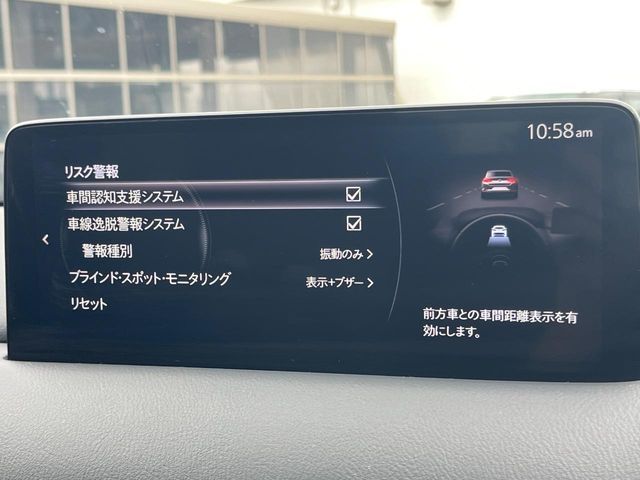 10:58am
リスク警報
車間認知支援システム
車線逸脱警報システム
警報種別 振動のみ
ブラインド・スポット・モニタリング 表示+ブザー
リセット
前方車との車間距離表示を有
効にします。